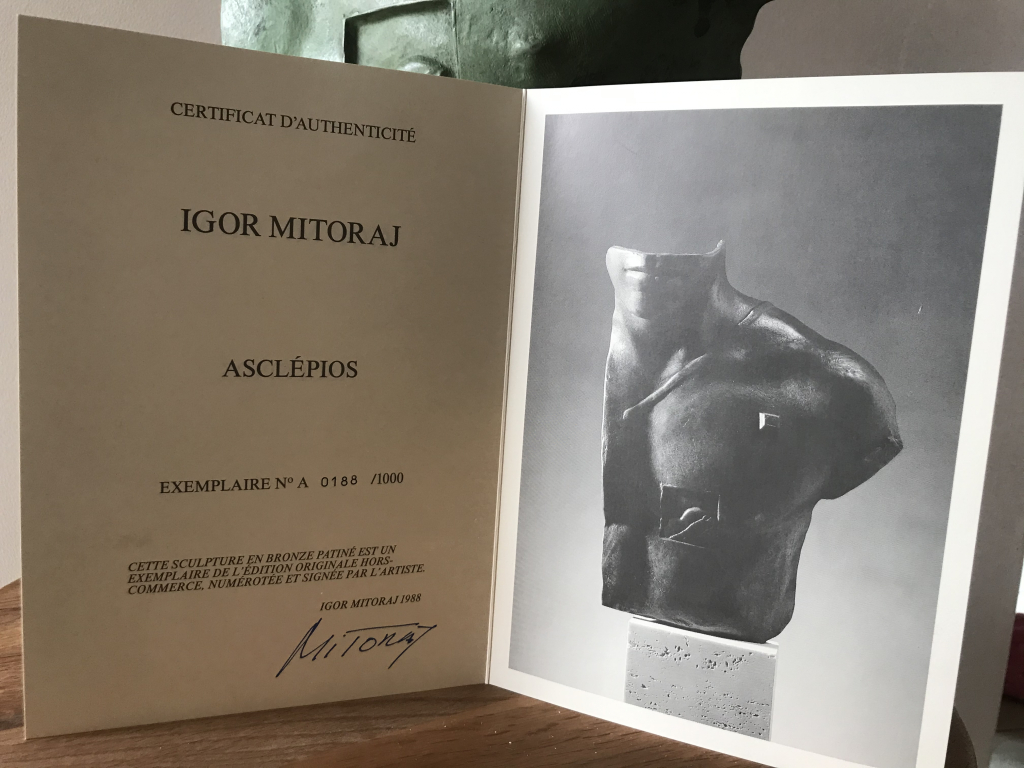 CERTIFICAT D'AUTHENTICITÉ
IGOR MITORAJ
ASCLÉPIOS
EXEMPLAIRE Nº A 0188 /1000
CETTE SCULPTURE EN BRONZE PATINÉ EST UN
EXEMPLAIRE DE L'ÉDITION ORIGINALE HORS-
COMMERCE, NUMÉROTÉE ET SIGNÉE PAR L'ARTISTE.
IGOR MITORAJ 1988
MITORAJ